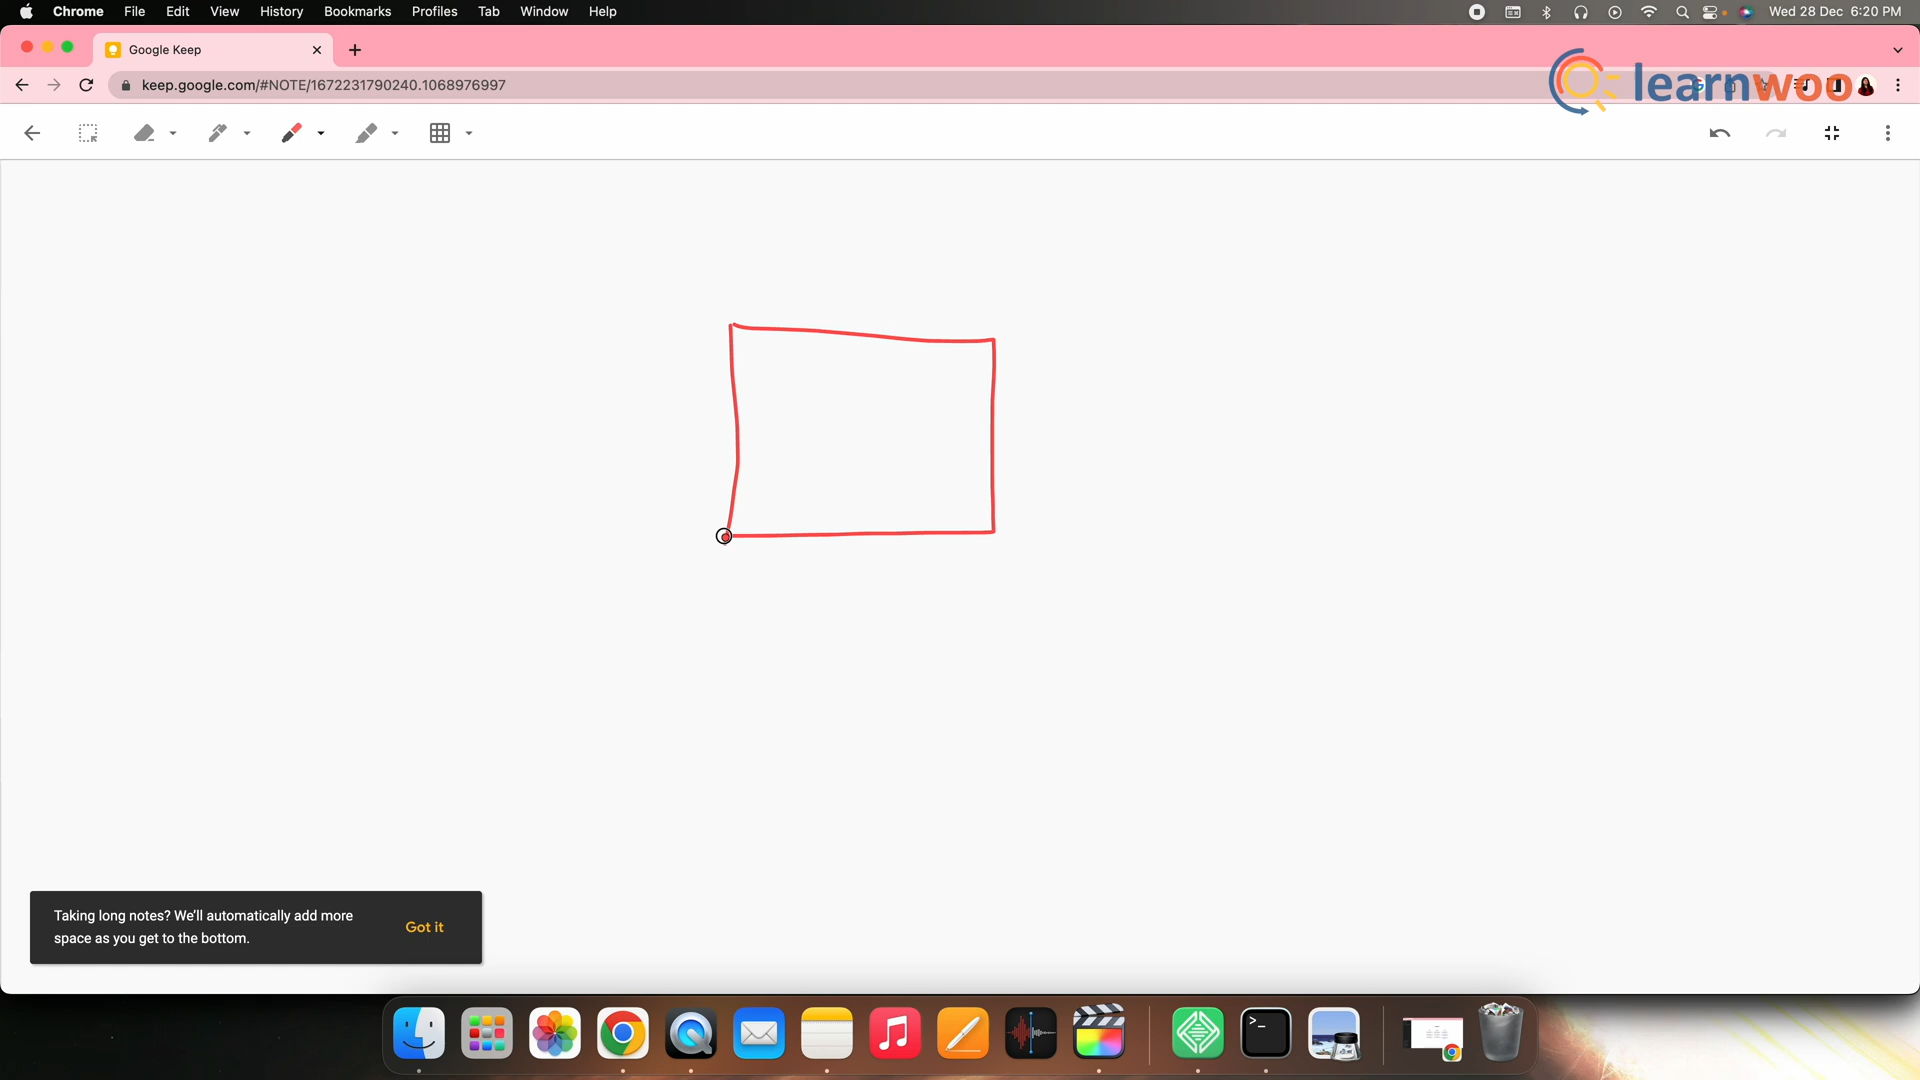 Chrome File Edit View History Bookmarks Profiles Tab Window Help Wed 28 Dec 6:20 PM
Google Keep
keep.google.com/#NOTE/1672231790240.1068976997
learnwoo
Taking long notes? We'll automatically add more
space as you get to the bottom.
Got it